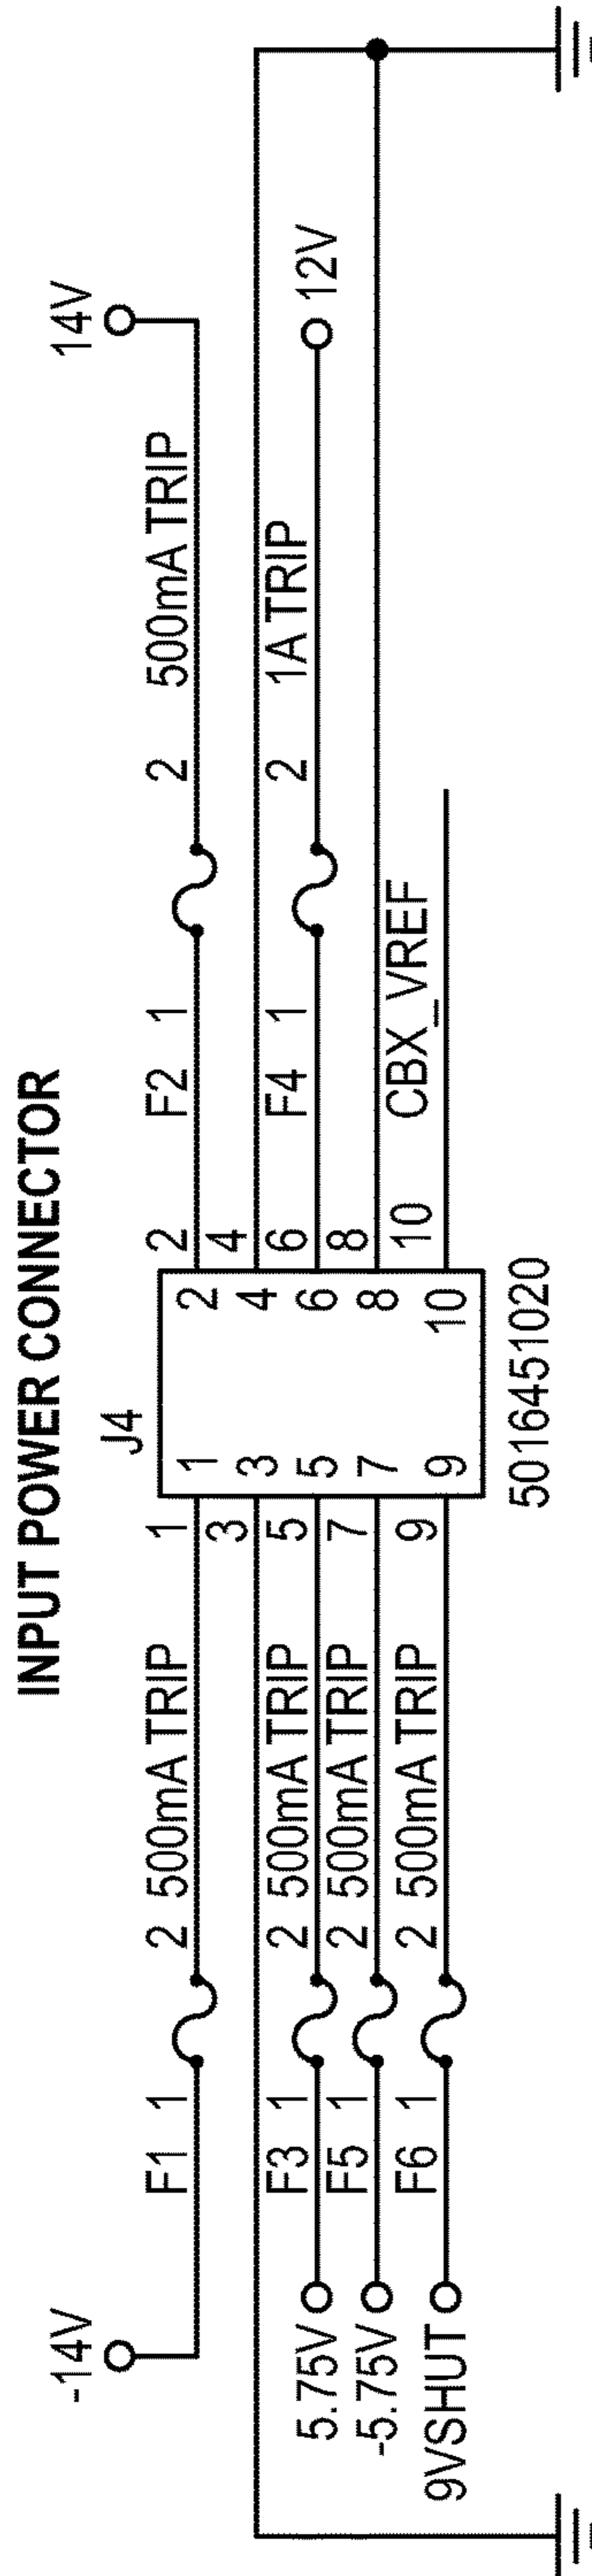 INPUT POWER CONNECTOR
-14V
14V
J4
F1 1 2 500mA TRIP 1 1 2 2 F2 1 2 500mA TRIP
3 3 4 4
5.75V F3 1 2 500mA TRIP 5 5 6 6 F4 1 2 1A TRIP 12V
-5.75V F5 1 2 500mA TRIP 7 7 8 8
9VSHUT F6 1 2 500mA TRIP 9 9 10 10 CBX_VREF
5016451020